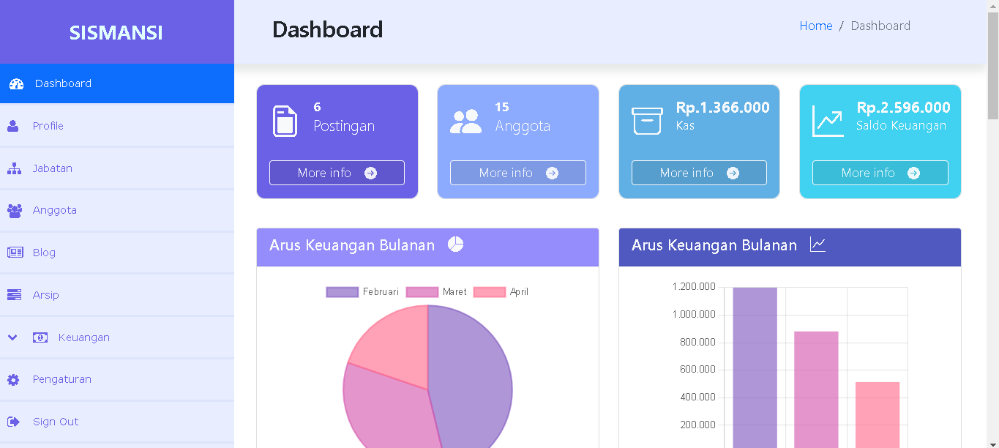 SISMANSI
Dashboard
Profile
Jabatan
Anggota
Blog
Arsip
Keuangan
Pengaturan
Sign Out
Dashboard
Home / Dashboard
6
Postingan
More info
15
Anggota
More info
Rp.1.366.000
Kas
More info
Rp.2.596.000
Saldo Keuangan
More info
Arus Keuangan Bulanan
Februari Maret April
Arus Keuangan Bulanan
1.200.000
1.000.000
800.000
600.000
400.000
200.000